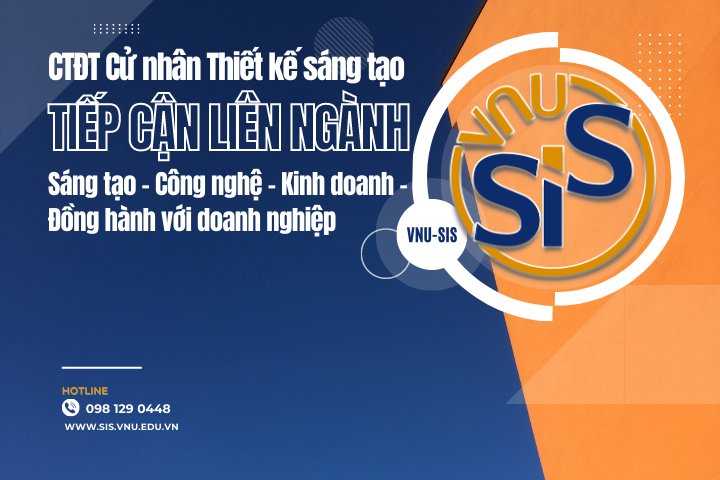 CTĐT Cử nhân Thiết kế sáng tạo
TIẾP CẬN LIÊN NGÀNH
Sáng tạo - Công nghệ - Kinh doanh -
Đồng hành với doanh nghiệp
vnu
SiS
VNU-SIS
HOTLINE
098 129 0448
WWW.SIS.VNU.EDU.VN